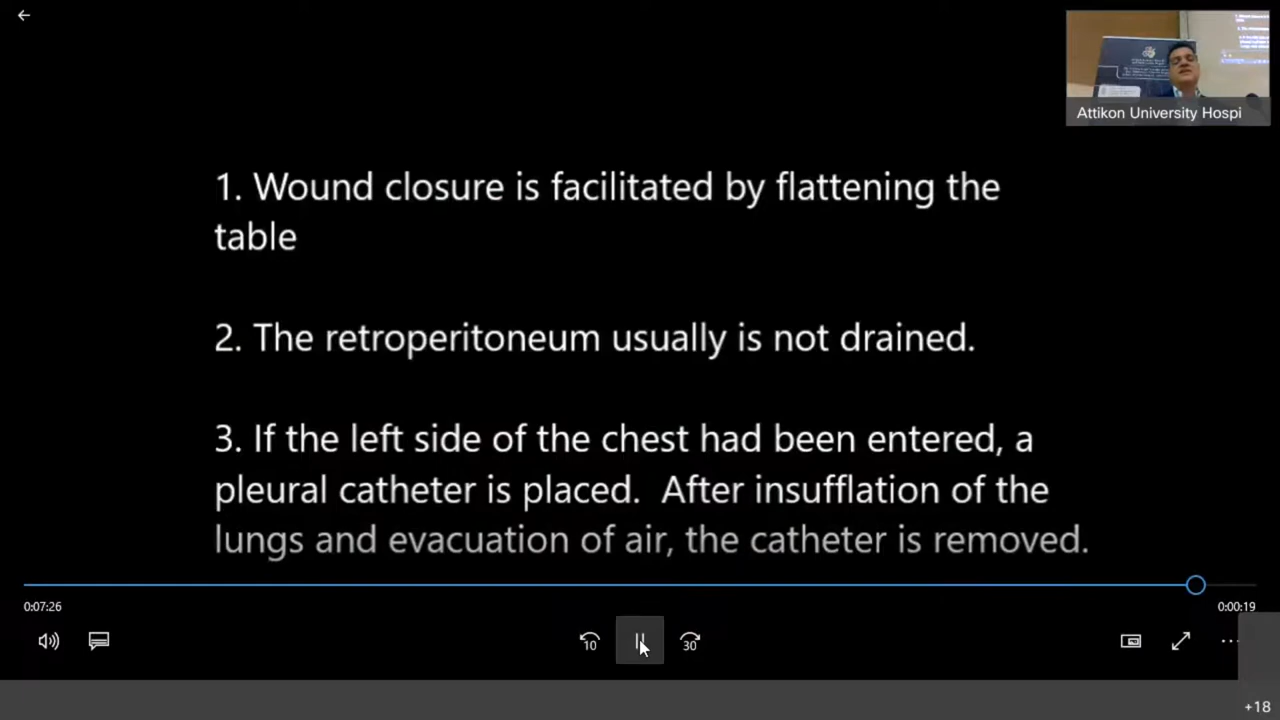 Attikon University Hospi
1. Wound closure is facilitated by flattening the
table
2. The retroperitoneum usually is not drained.
3. If the left side of the chest had been entered, a
pleural catheter is placed. After insufflation of the
lungs and evacuation of air, the catheter is removed.
0:07:26
0:00:19
10
30
+18